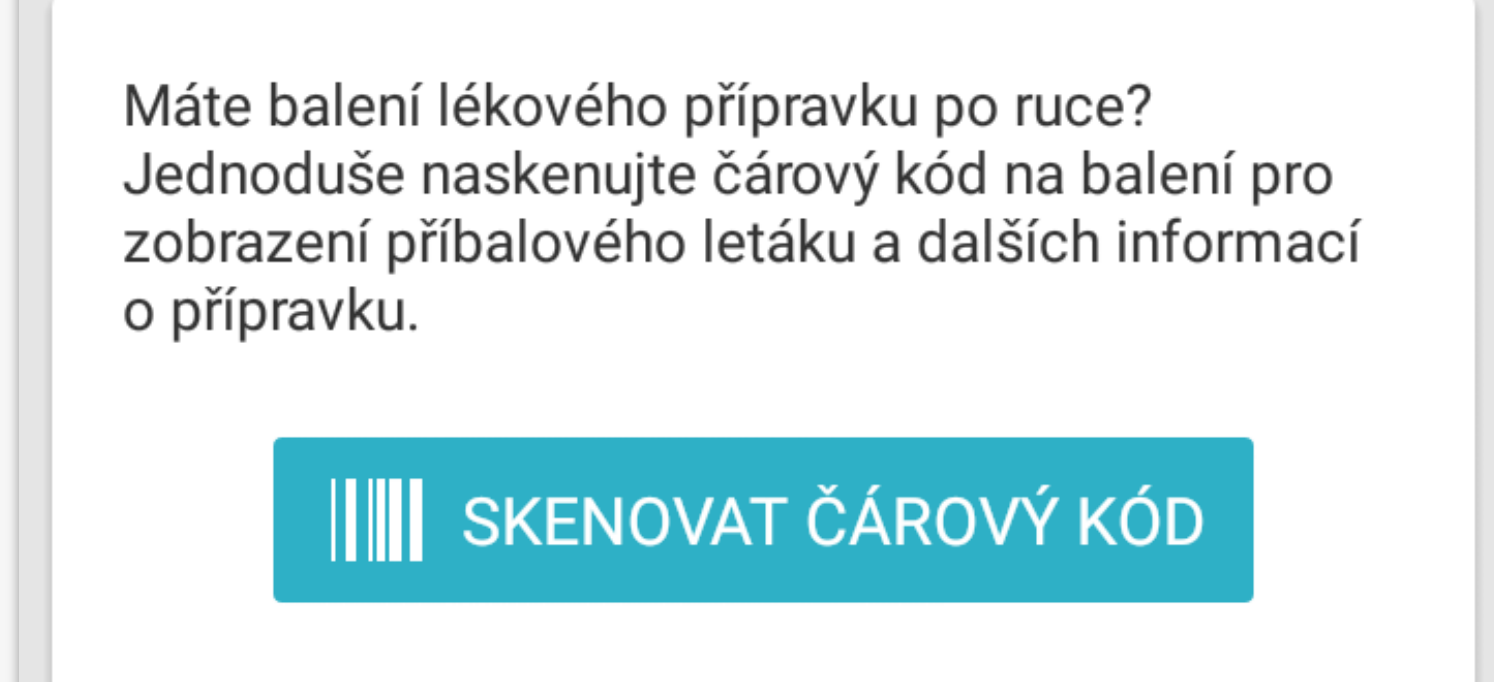 Máte balení lékového přípravku po ruce?
Jednoduše naskenujte čárový kód na balení pro
zobrazení příbalového letáku a dalších informací
o přípravku.
SKENOVAT ČÁROVÝ KÓD